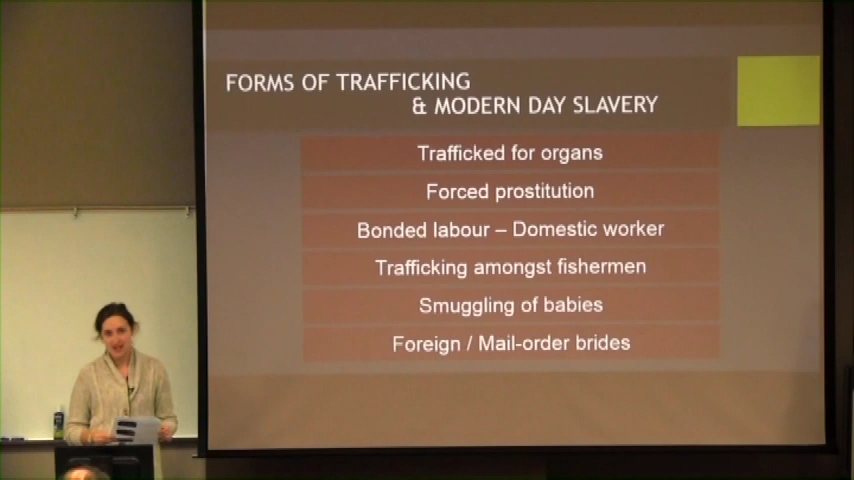 FORMS OF TRAFFICKING
& MODERN DAY SLAVERY
Trafficked for organs
Forced prostitution
Bonded labour – Domestic worker
Trafficking amongst fishermen
Smuggling of babies
Foreign / Mail-order brides